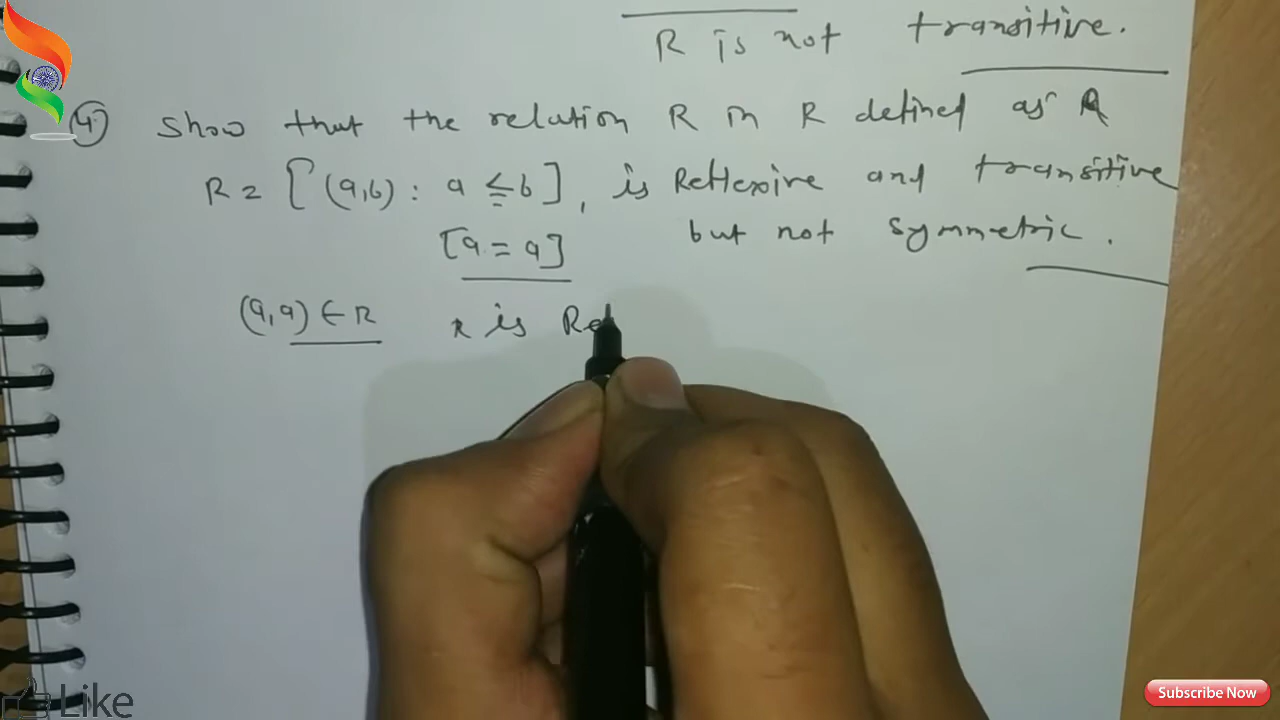 R is not transitive.
4) Show that the relation R in R defined as R
R = [(a,b) : a ≤ b], is Reflexive and transitive
but not symmetric.
[a = a]
(a,a) ∈ R R is Re
Like
Subscribe Now